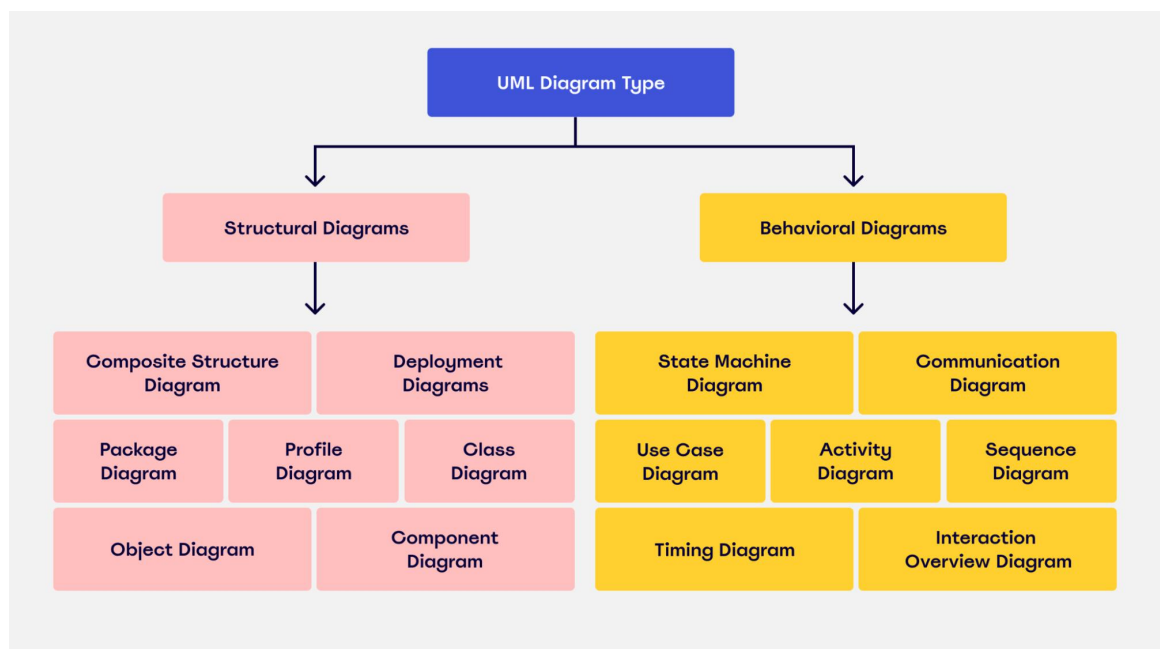 UML Diagram Type
Structural Diagrams
Behavioral Diagrams
Composite Structure
Diagram
Deployment
Diagrams
Package
Diagram
Profile
Diagram
Class
Diagram
Object Diagram
Component
Diagram
State Machine
Diagram
Communication
Diagram
Use Case
Diagram
Activity
Diagram
Sequence
Diagram
Timing Diagram
Interaction
Overview Diagram